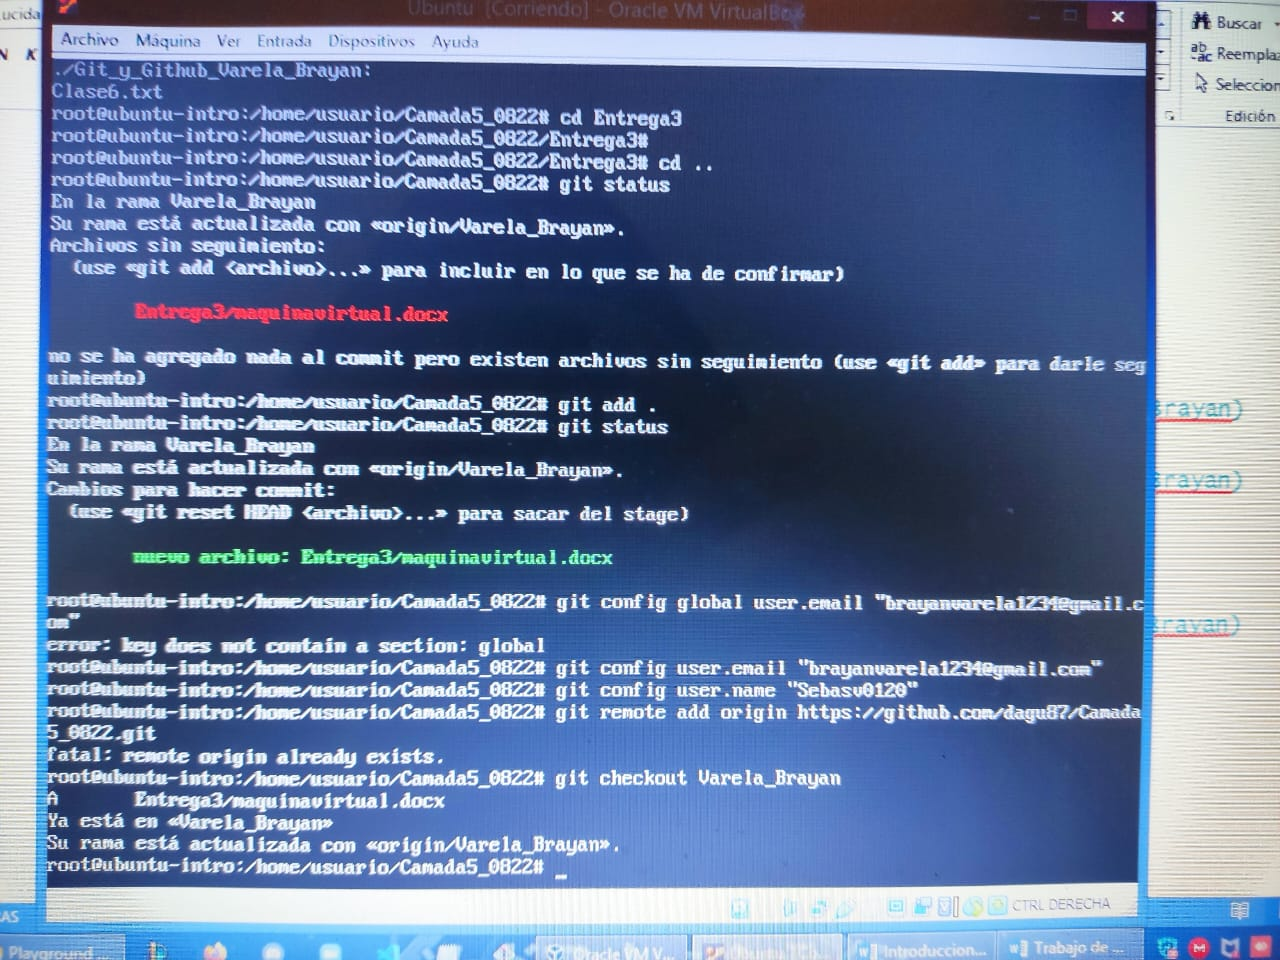 Ubuntu [Corriendo] - Oracle VM VirtualBox
Archivo Máquina Ver Entrada Dispositivos Ayuda
./Git_y_Github_Varela_Brayan:
Clase6.txt
root@ubuntu-intro:/home/usuario/Camada5_0822# cd Entrega3
root@ubuntu-intro:/home/usuario/Camada5_0822/Entrega3#
root@ubuntu-intro:/home/usuario/Camada5_0822/Entrega3# cd ..
root@ubuntu-intro:/home/usuario/Camada5_0822# git status
En la rama Varela_Brayan
Su rama está actualizada con «origin/Varela_Brayan».
Archivos sin seguimiento:
(use «git add <archivo>...» para incluir en lo que se ha de confirmar)
Entrega3/maquinavirtual.docx
no se ha agregado nada al commit pero existen archivos sin seguimiento (use «git add» para darle seg
uimiento)
root@ubuntu-intro:/home/usuario/Camada5_0822# git add .
root@ubuntu-intro:/home/usuario/Camada5_0822# git status
En la rama Varela_Brayan
Su rama está actualizada con «origin/Varela_Brayan».
Cambios para hacer commit:
(use «git reset HEAD <archivo>...» para sacar del stage)
nuevo archivo: Entrega3/maquinavirtual.docx
root@ubuntu-intro:/home/usuario/Camada5_0822# git config global user.email "brayanvarela1234@gmail.c
om"
error: key does not contain a section: global
root@ubuntu-intro:/home/usuario/Camada5_0822# git config user.email "brayanvarela1234@gmail.com"
root@ubuntu-intro:/home/usuario/Camada5_0822# git config user.name "Sebasv0120"
root@ubuntu-intro:/home/usuario/Camada5_0822# git remote add origin https://github.com/dagu87/Camada
5_0822.git
fatal: remote origin already exists.
root@ubuntu-intro:/home/usuario/Camada5_0822# git checkout Varela_Brayan
A Entrega3/maquinavirtual.docx
Ya está en «Varela_Brayan»
Su rama está actualizada con «origin/Varela_Brayan».
root@ubuntu-intro:/home/usuario/Camada5_0822# _
CTRL DERECHA
ucida
N K
Buscar
Reempla
Seleccion
Edición
Brayan)
Brayan)
Brayan)
AS
Playground
Oracle VM V...
Introduccion...
Trabajo de ...